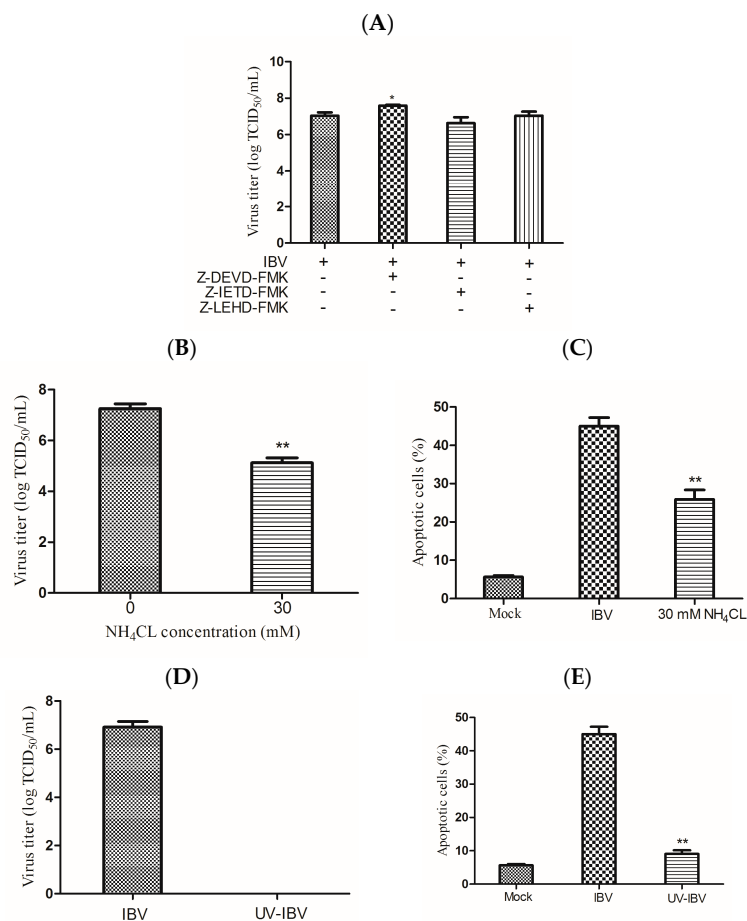 (A)
Virus titer (log TCID50/mL)
10
8
6
4
2
0
*
IBV + + + +
Z-DEVD-FMK - + - -
Z-IETD-FMK - - + -
Z-LEHD-FMK - - - +
(B)
Virus titer (log TCID50/mL)
8
6
4
2
0
**
0 30
NH4CL concentration (mM)
(C)
Apoptotic cells (%)
50
40
30
20
10
0
**
Mock IBV 30 mM NH4CL
(D)
Virus titer (log TCID50/mL)
8
6
4
2
0
IBV UV-IBV
(E)
Apoptotic cells (%)
50
40
30
20
10
0
**
Mock IBV UV-IBV